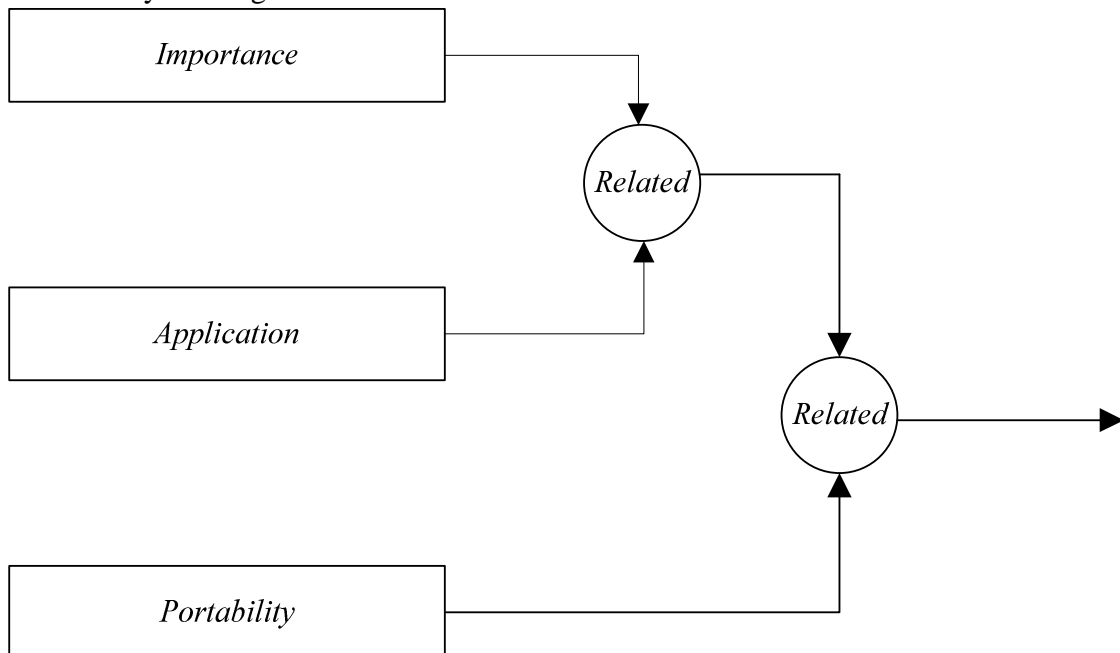 Importance
Related
Application
Related
Portability